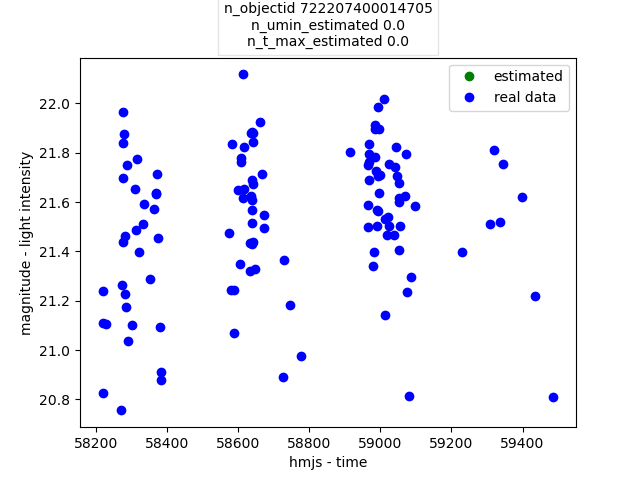 n_objectid 722207400014705
n_umin_estimated 0.0
n_t_max_estimated 0.0
estimated
real data
magnitude - light intensity
22.0
21.8
21.6
21.4
21.2
21.0
20.8
58200 58400 58600 58800 59000 59200 59400
hmjs - time